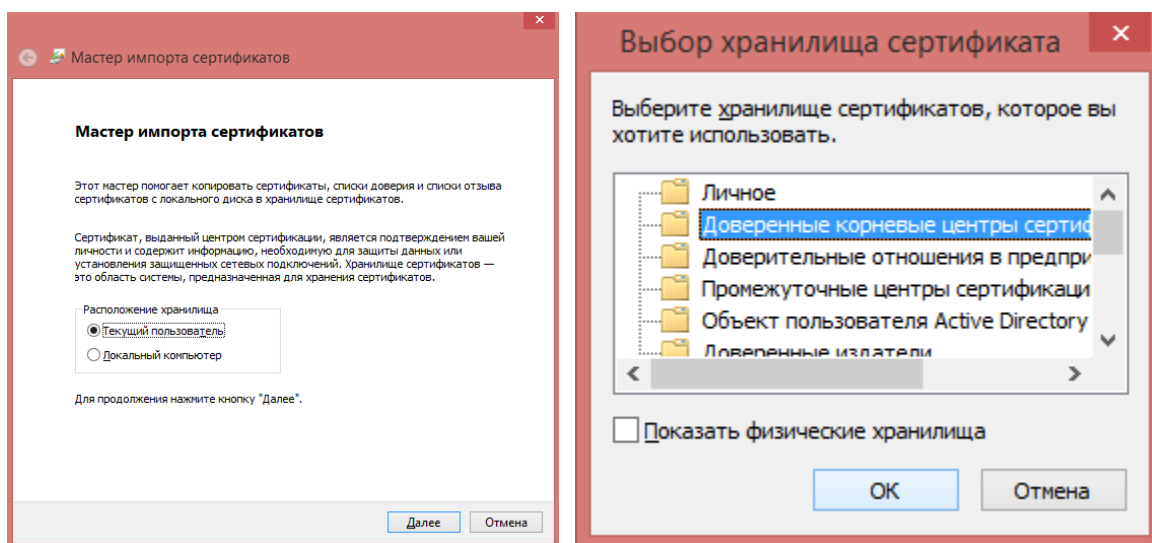 Мастер импорта сертификатов
Мастер импорта сертификатов
Этот мастер помогает копировать сертификаты, списки доверия и списки отзыва
сертификатов с локального диска в хранилище сертификатов.
Сертификат, выданный центром сертификации, является подтверждением вашей
личности и содержит информацию, необходимую для защиты данных или
установления защищенных сетевых подключений. Хранилище сертификатов —
это область системы, предназначенная для хранения сертификатов.
Расположение хранилища
Текущий пользователь
Локальный компьютер
Для продолжения нажмите кнопку "Далее".
Далее
Отмена
Выбор хранилища сертификата
Выберите хранилище сертификатов, которое вы
хотите использовать.
Личное
Доверенные корневые центры сертиф
Доверительные отношения в предпри
Промежуточные центры сертификаци
Объект пользователя Active Directory
Доверенные издатели
Показать физические хранилища
ОК
Отмена